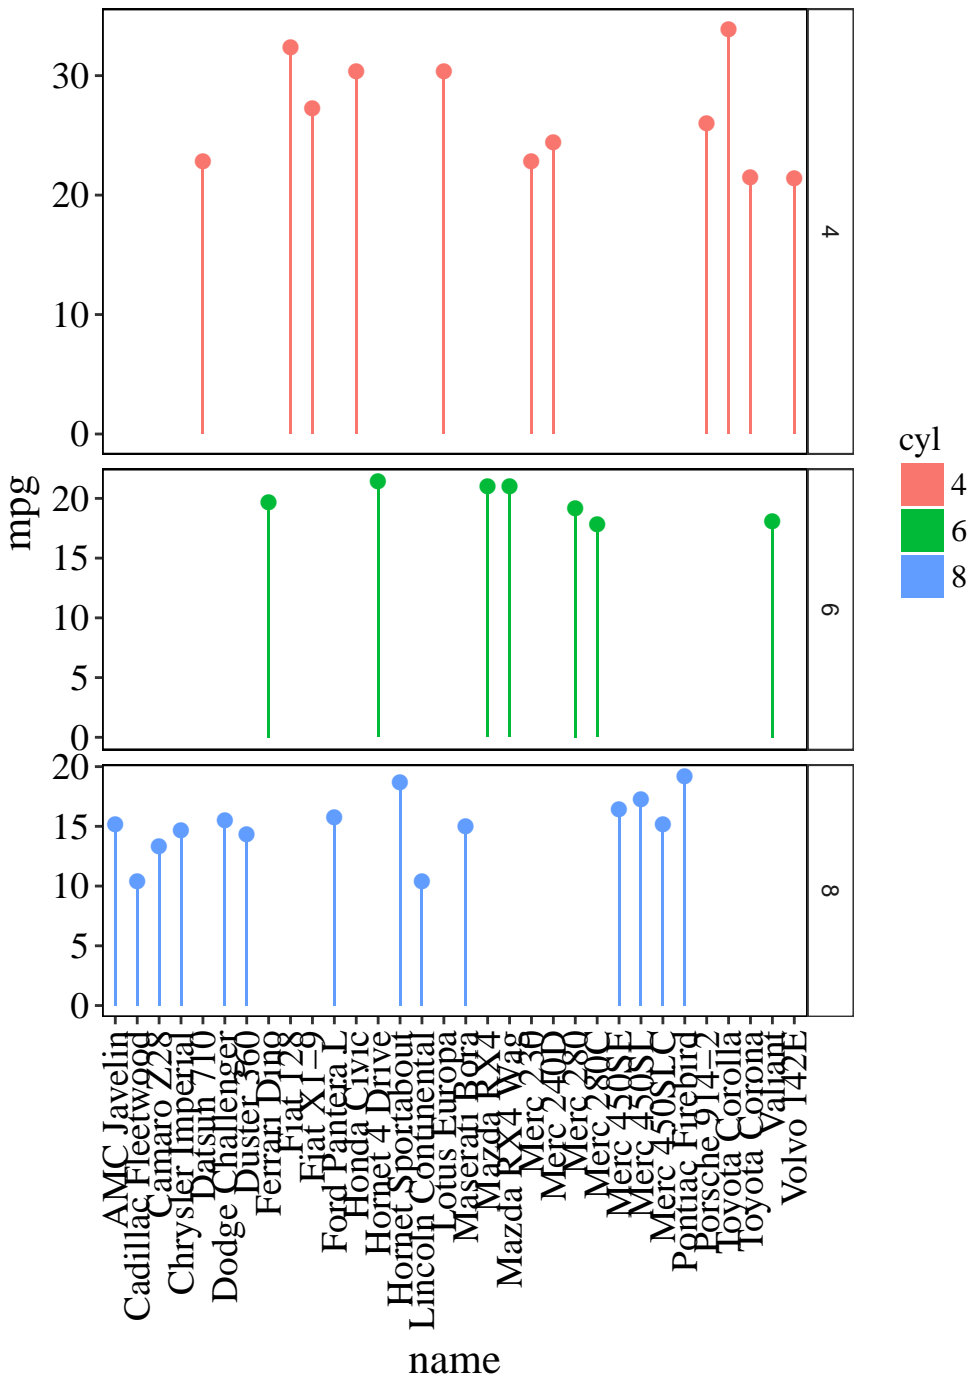 30
20
10
0
4
mpg
20
15
10
5
0
6
20
15
10
5
0
8
AMC Javelin
Cadillac Fleetwood
Camaro Z28
Chrysler Imperial
Datsun 710
Dodge Challenger
Duster 360
Ferrari Dino
Fiat 128
Fiat X1−9
Ford Pantera L
Honda Civic
Hornet 4 Drive
Hornet Sportabout
Lincoln Continental
Lotus Europa
Maserati Bora
Mazda RX4
Mazda RX4 Wag
Merc 230
Merc 240D
Merc 280
Merc 280C
Merc 450SE
Merc 450SL
Merc 450SLC
Pontiac Firebird
Porsche 914−2
Toyota Corolla
Toyota Corona
Valiant
Volvo 142E
name
cyl
4
6
8